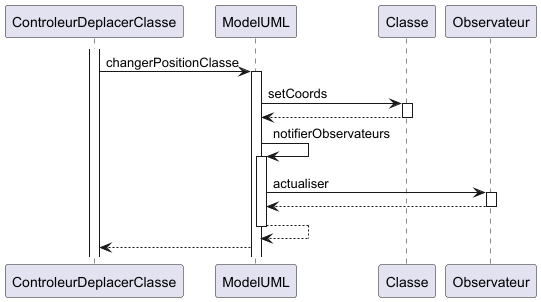 ControleurDeplacerClasse ModelUML Classe Observateur
changerPositionClasse
setCoords
notifierObservateurs
actualiser
ControleurDeplacerClasse ModelUML Classe Observateur